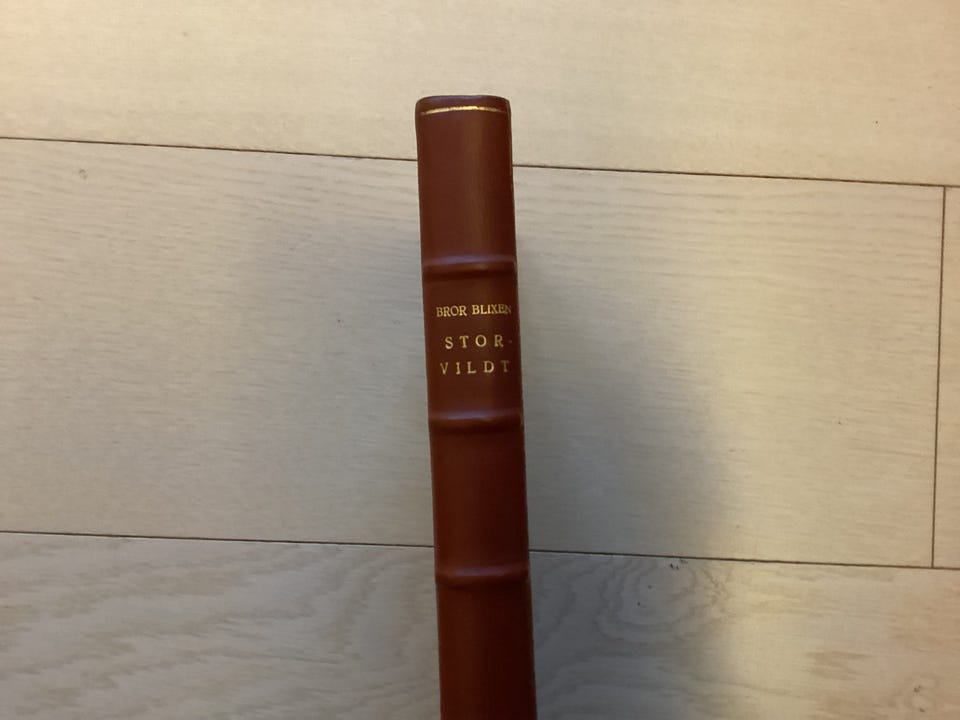 BROR BLIXEN
STOR-
VILDT